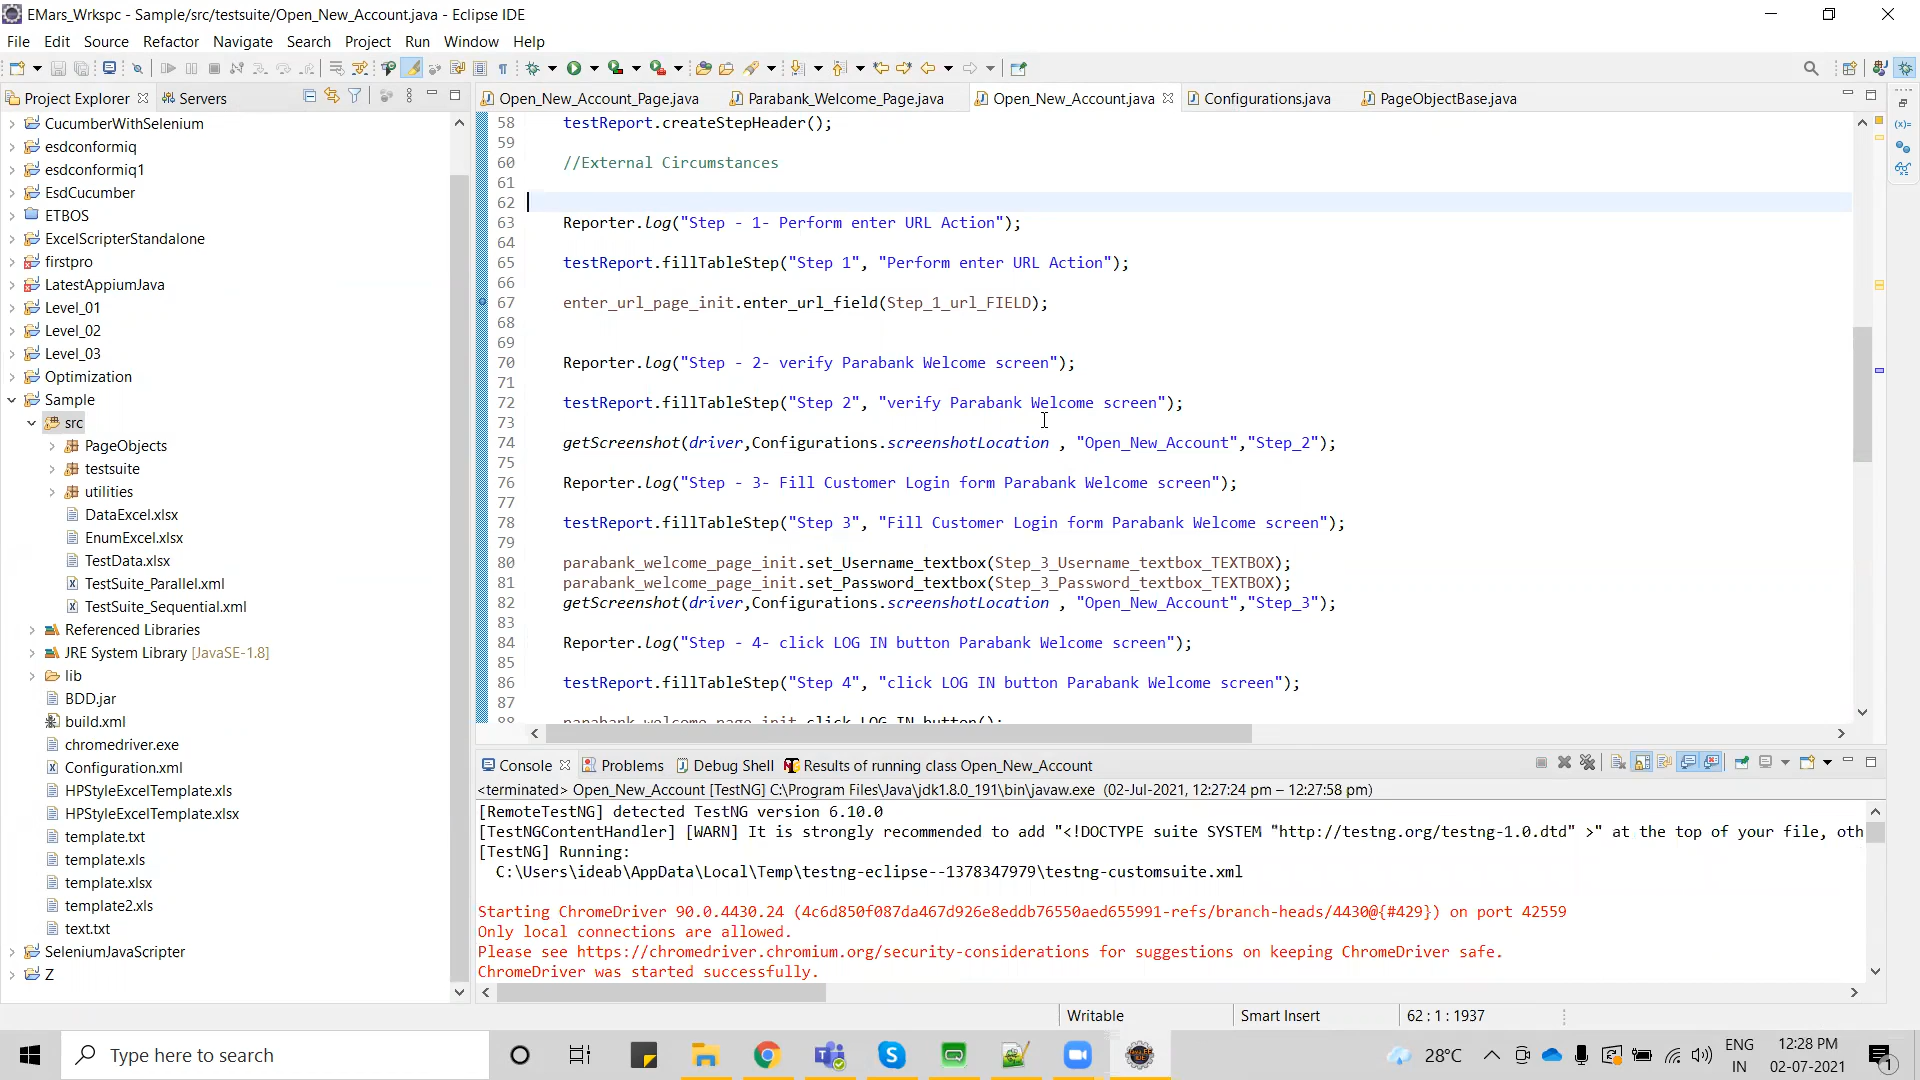 EMars_Wrkspc - Sample/src/testsuite/Open_New_Account.java - Eclipse IDE
File Edit Source Refactor Navigate Search Project Run Window Help
Project Explorer Servers
Open_New_Account_Page.java Parabank_Welcome_Page.java Open_New_Account.java Configurations.java PageObjectBase.java
CucumberWithSelenium
esdconformiq
esdconformiq1
EsdCucumber
ETBOS
ExcelScripterStandalone
firstpro
LatestAppiumJava
Level_01
Level_02
Level_03
Optimization
Sample
src
PageObjects
testsuite
utilities
DataExcel.xlsx
EnumExcel.xlsx
TestData.xlsx
TestSuite_Parallel.xml
TestSuite_Sequential.xml
Referenced Libraries
JRE System Library [JavaSE-1.8]
lib
BDD.jar
build.xml
chromedriver.exe
Configuration.xml
HPStyleExcelTemplate.xls
HPStyleExcelTemplate.xlsx
template.txt
template.xls
template.xlsx
template2.xls
text.txt
SeleniumJavaScripter
Z
58 testReport.createStepHeader();
59
60 //External Circumstances
61
62
63 Reporter.log("Step - 1- Perform enter URL Action");
64
65 testReport.fillTableStep("Step 1", "Perform enter URL Action");
66
67 enter_url_page_init.enter_url_field(Step_1_url_FIELD);
68
69
70 Reporter.log("Step - 2- verify Parabank Welcome screen");
71
72 testReport.fillTableStep("Step 2", "verify Parabank Welcome screen");
73
74 getScreenshot(driver,Configurations.screenshotLocation , "Open_New_Account","Step_2");
75
76 Reporter.log("Step - 3- Fill Customer Login form Parabank Welcome screen");
77
78 testReport.fillTableStep("Step 3", "Fill Customer Login form Parabank Welcome screen");
79
80 parabank_welcome_page_init.set_Username_textbox(Step_3_Username_textbox_TEXTBOX);
81 parabank_welcome_page_init.set_Password_textbox(Step_3_Password_textbox_TEXTBOX);
82 getScreenshot(driver,Configurations.screenshotLocation , "Open_New_Account","Step_3");
83
84 Reporter.log("Step - 4- click LOG IN button Parabank Welcome screen");
85
86 testReport.fillTableStep("Step 4", "click LOG IN button Parabank Welcome screen");
87
88 parabank_welcome_page_init.click_LOG_IN_button();
Console Problems Debug Shell Results of running class Open_New_Account
<terminated> Open_New_Account [TestNG] C:\Program Files\Java\jdk1.8.0_191\bin\javaw.exe (02-Jul-2021, 12:27:24 pm – 12:27:58 pm)
[RemoteTestNG] detected TestNG version 6.10.0
[TestNGContentHandler] [WARN] It is strongly recommended to add "<!DOCTYPE suite SYSTEM "http://testng.org/testng-1.0.dtd" >" at the top of your file, oth
[TestNG] Running:
C:\Users\ideab\AppData\Local\Temp\testng-eclipse--1378347979\testng-customsuite.xml
Starting ChromeDriver 90.0.4430.24 (4c6d850f087da467d926e8eddb76550aed655991-refs/branch-heads/4430@{#429}) on port 42559
Only local connections are allowed.
Please see https://chromedriver.chromium.org/security-considerations for suggestions on keeping ChromeDriver safe.
ChromeDriver was started successfully.
Writable Smart Insert 62 : 1 : 1937
Type here to search
28°C
ENG
IN
12:28 PM
02-07-2021
1